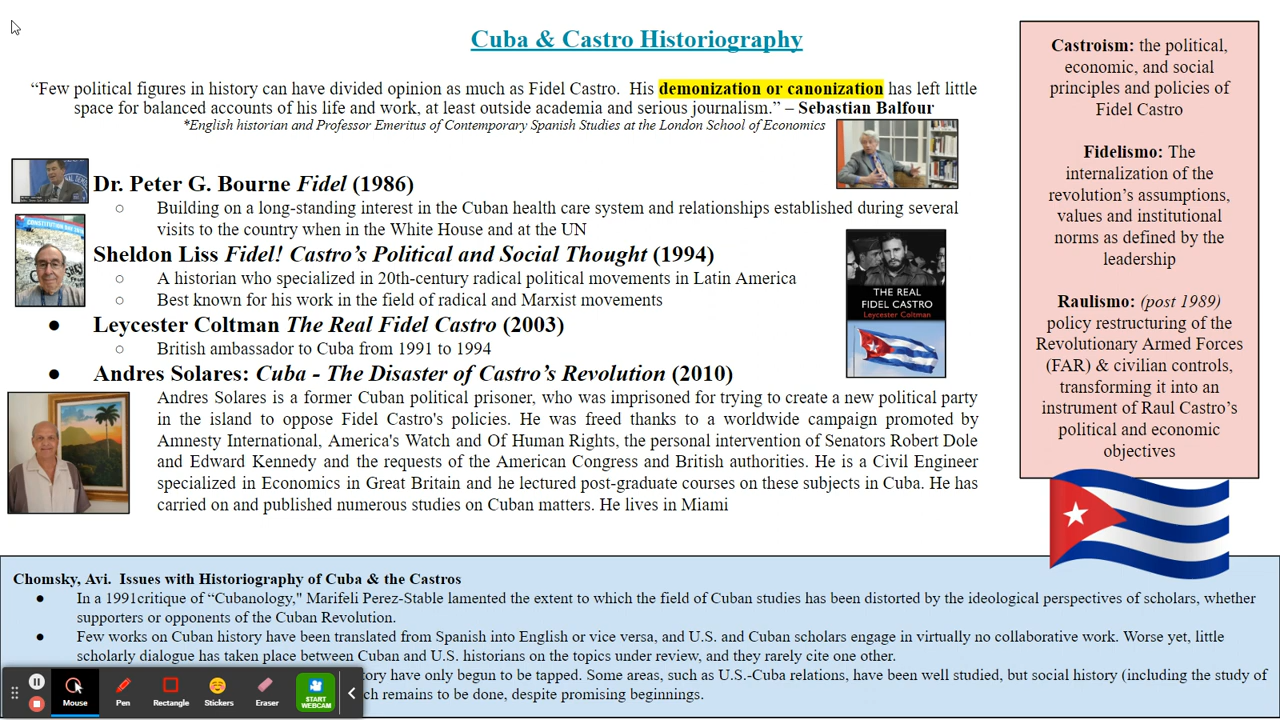 Cuba & Castro Historiography
“Few political figures in history can have divided opinion as much as Fidel Castro. His demonization or canonization has left little
space for balanced accounts of his life and work, at least outside academia and serious journalism.” – Sebastian Balfour
*English historian and Professor Emeritus of Contemporary Spanish Studies at the London School of Economics
Dr. Peter G. Bourne Fidel (1986)
○ Building on a long-standing interest in the Cuban health care system and relationships established during several
visits to the country when in the White House and at the UN
Sheldon Liss Fidel! Castro’s Political and Social Thought (1994)
○ A historian who specialized in 20th-century radical political movements in Latin America
○ Best known for his work in the field of radical and Marxist movements
● Leycester Coltman The Real Fidel Castro (2003)
○ British ambassador to Cuba from 1991 to 1994
● Andres Solares: Cuba - The Disaster of Castro’s Revolution (2010)
Andres Solares is a former Cuban political prisoner, who was imprisoned for trying to create a new political party
in the island to oppose Fidel Castro's policies. He was freed thanks to a worldwide campaign promoted by
Amnesty International, America's Watch and Of Human Rights, the personal intervention of Senators Robert Dole
and Edward Kennedy and the requests of the American Congress and British authorities. He is a Civil Engineer
specialized in Economics in Great Britain and he lectured post-graduate courses on these subjects in Cuba. He has
carried on and published numerous studies on Cuban matters. He lives in Miami
THE REAL
FIDEL CASTRO
Leycester Coltman
Castroism: the political,
economic, and social
principles and policies of
Fidel Castro
Fidelismo: The
internalization of the
revolution’s assumptions,
values and institutional
norms as defined by the
leadership
Raulismo: (post 1989)
policy restructuring of the
Revolutionary Armed Forces
(FAR) & civilian controls,
transforming it into an
instrument of Raul Castro’s
political and economic
objectives
Chomsky, Avi. Issues with Historiography of Cuba & the Castros
● In a 1991critique of “Cubanology," Marifeli Perez-Stable lamented the extent to which the field of Cuban studies has been distorted by the ideological perspectives of scholars, whether
supporters or opponents of the Cuban Revolution.
● Few works on Cuban history have been translated from Spanish into English or vice versa, and U.S. and Cuban scholars engage in virtually no collaborative work. Worse yet, little
scholarly dialogue has taken place between Cuban and U.S. historians on the topics under review, and they rarely cite one other.
have only begun to be tapped. Some areas, such as U.S.-Cuba relations, have been well studied, but social history (including the study of
remains to be done, despite promising beginnings.
Mouse
Pen
Rectangle
Stickers
Eraser
START
WEBCAM